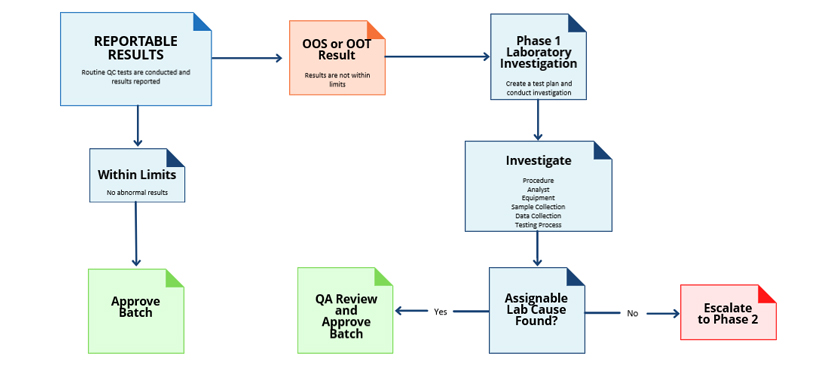 REPORTABLE
RESULTS
Routine QC tests are conducted and
results reported
OOS or OOT
Result
Results are not within
limits
Phase 1
Laboratory
Investigation
Create a test plan and
conduct investigation
Within Limits
No abnormal results
Investigate
Procedure
Analyst
Equipment
Sample Collection
Data Collection
Testing Process
Approve
Batch
QA Review
and
Approve
Batch
Yes
Assignable
Lab Cause
Found?
No
Escalate
to Phase 2